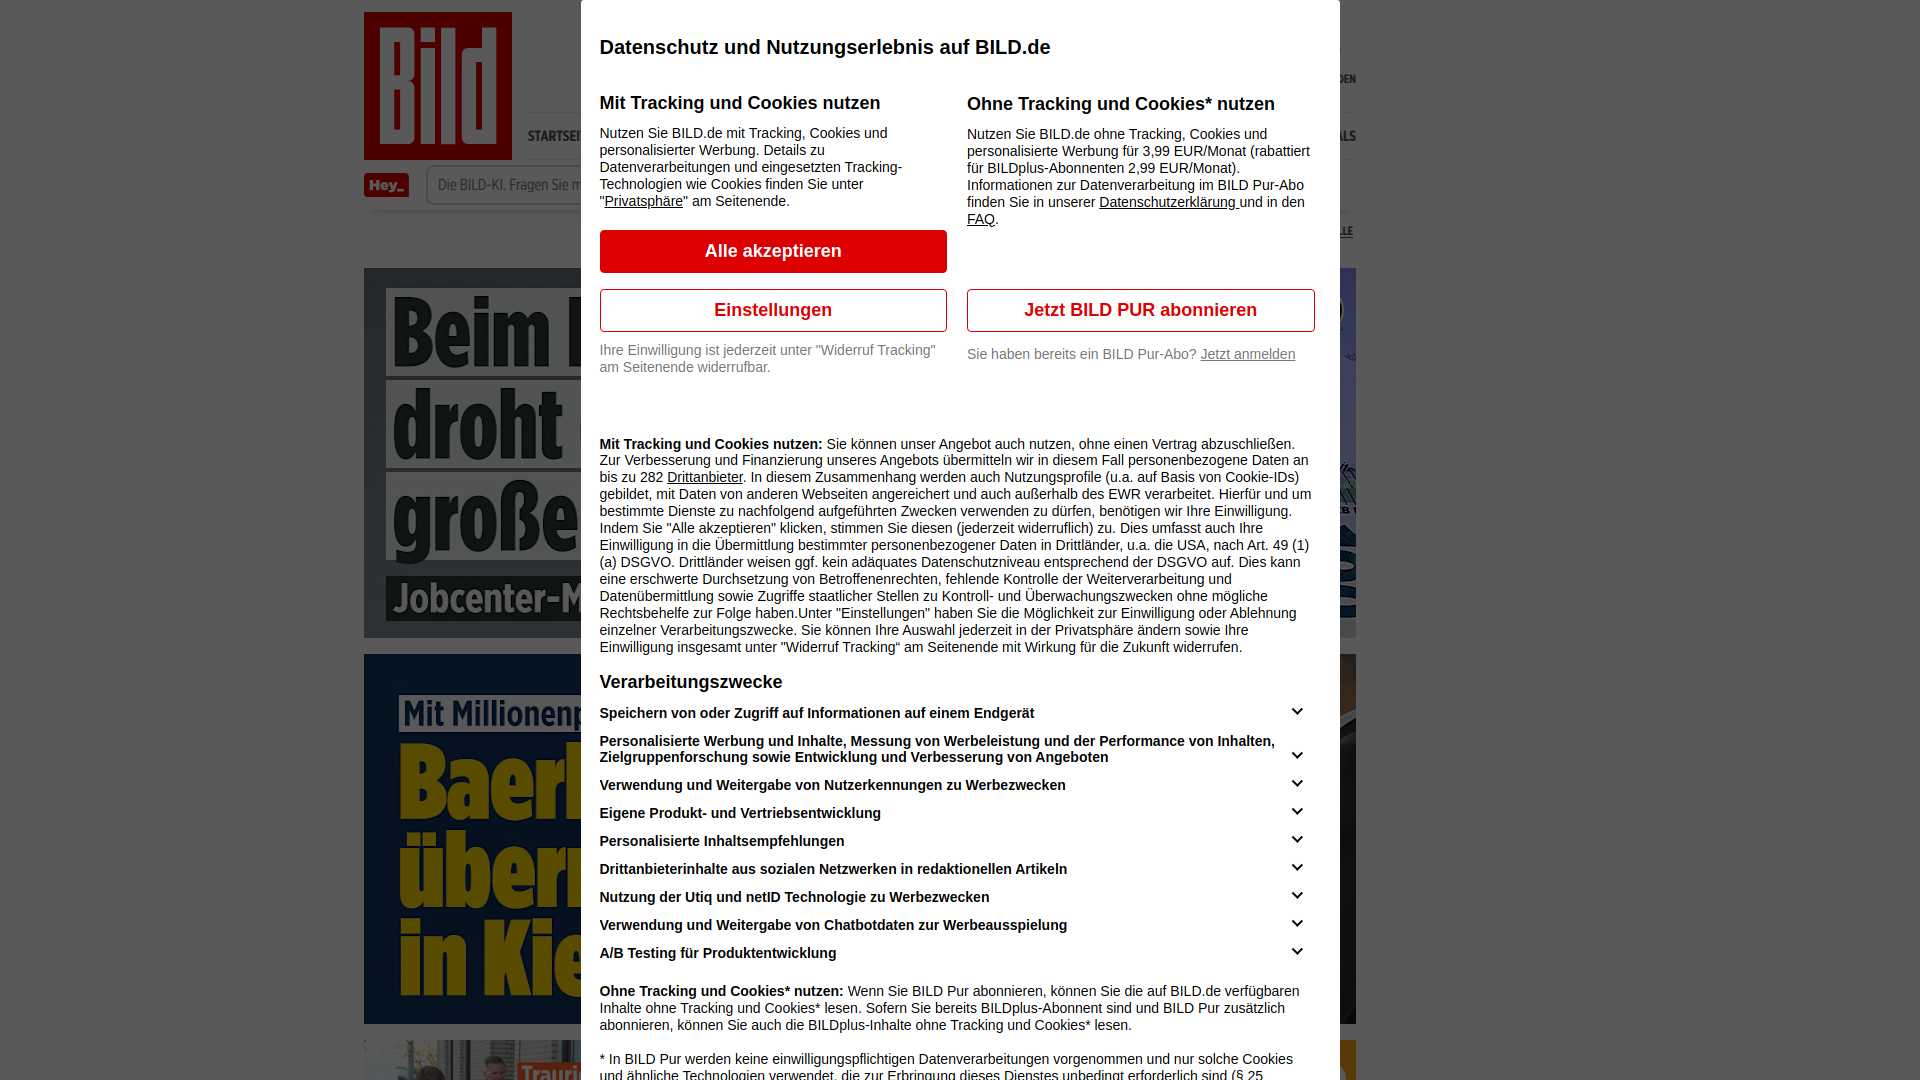 Bild
Datenschutz und Nutzungserlebnis auf BILD.de
Mit Tracking und Cookies nutzen
Nutzen Sie BILD.de mit Tracking, Cookies und
personalisierter Werbung. Details zu
Datenverarbeitungen und eingesetzten Tracking-
Technologien wie Cookies finden Sie unter
"Privatsphäre" am Seitenende.
Alle akzeptieren
Einstellungen
Ihre Einwilligung ist jederzeit unter "Widerruf Tracking"
am Seitenende widerrufbar.
Ohne Tracking und Cookies* nutzen
Nutzen Sie BILD.de ohne Tracking, Cookies und
personalisierte Werbung für 3,99 EUR/Monat (rabattiert
für BILDplus-Abonnenten 2,99 EUR/Monat).
Informationen zur Datenverarbeitung im BILD Pur-Abo
finden Sie in unserer Datenschutzerklärung und in den
FAQ.
Jetzt BILD PUR abonnieren
Sie haben bereits ein BILD Pur-Abo? Jetzt anmelden
Mit Tracking und Cookies nutzen: Sie können unser Angebot auch nutzen, ohne einen Vertrag abzuschließen.
Zur Verbesserung und Finanzierung unseres Angebots übermitteln wir in diesem Fall personenbezogene Daten an
bis zu 282 Drittanbieter. In diesem Zusammenhang werden auch Nutzungsprofile (u.a. auf Basis von Cookie-IDs)
gebildet, mit Daten von anderen Webseiten angereichert und auch außerhalb des EWR verarbeitet. Hierfür und um
bestimmte Dienste zu nachfolgend aufgeführten Zwecken verwenden zu dürfen, benötigen wir Ihre Einwilligung.
Indem Sie "Alle akzeptieren" klicken, stimmen Sie diesen (jederzeit widerruflich) zu. Dies umfasst auch Ihre
Einwilligung in die Übermittlung bestimmter personenbezogener Daten in Drittländer, u.a. die USA, nach Art. 49 (1)
(a) DSGVO. Drittländer weisen ggf. kein adäquates Datenschutzniveau entsprechend der DSGVO auf. Dies kann
eine erschwerte Durchsetzung von Betroffenenrechten, fehlende Kontrolle der Weiterverarbeitung und
Datenübermittlung sowie Zugriffe staatlicher Stellen zu Kontroll- und Überwachungszwecken ohne mögliche
Rechtsbehelfe zur Folge haben.Unter "Einstellungen" haben Sie die Möglichkeit zur Einwilligung oder Ablehnung
einzelner Verarbeitungszwecke. Sie können Ihre Auswahl jederzeit in der Privatsphäre ändern sowie Ihre
Einwilligung insgesamt unter "Widerruf Tracking“ am Seitenende mit Wirkung für die Zukunft widerrufen.
Verarbeitungszwecke
Speichern von oder Zugriff auf Informationen auf einem Endgerät
Personalisierte Werbung und Inhalte, Messung von Werbeleistung und der Performance von Inhalten,
Zielgruppenforschung sowie Entwicklung und Verbesserung von Angeboten
Verwendung und Weitergabe von Nutzerkennungen zu Werbezwecken
Eigene Produkt- und Vertriebsentwicklung
Personalisierte Inhaltsempfehlungen
Drittanbieterinhalte aus sozialen Netzwerken in redaktionellen Artikeln
Nutzung der Utiq und netID Technologie zu Werbezwecken
Verwendung und Weitergabe von Chatbotdaten zur Werbeausspielung
A/B Testing für Produktentwicklung
Ohne Tracking und Cookies* nutzen: Wenn Sie BILD Pur abonnieren, können Sie die auf BILD.de verfügbaren
Inhalte ohne Tracking und Cookies* lesen. Sofern Sie bereits BILDplus-Abonnent sind und BILD Pur zusätzlich
abonnieren, können Sie auch die BILDplus-Inhalte ohne Tracking und Cookies* lesen.
* In BILD Pur werden keine einwilligungspflichtigen Datenverarbeitungen vorgenommen und nur solche Cookies
und ähnliche Technologien verwendet, die zur Erbringung dieses Dienstes unbedingt erforderlich sind (§ 25
STARTSEI
Hey_
Die BILD-KI. Fragen Sie m
Beim
droht
große
Jobcenter-M
Mit Millionenp
Baer
über
in Kie
Traurig